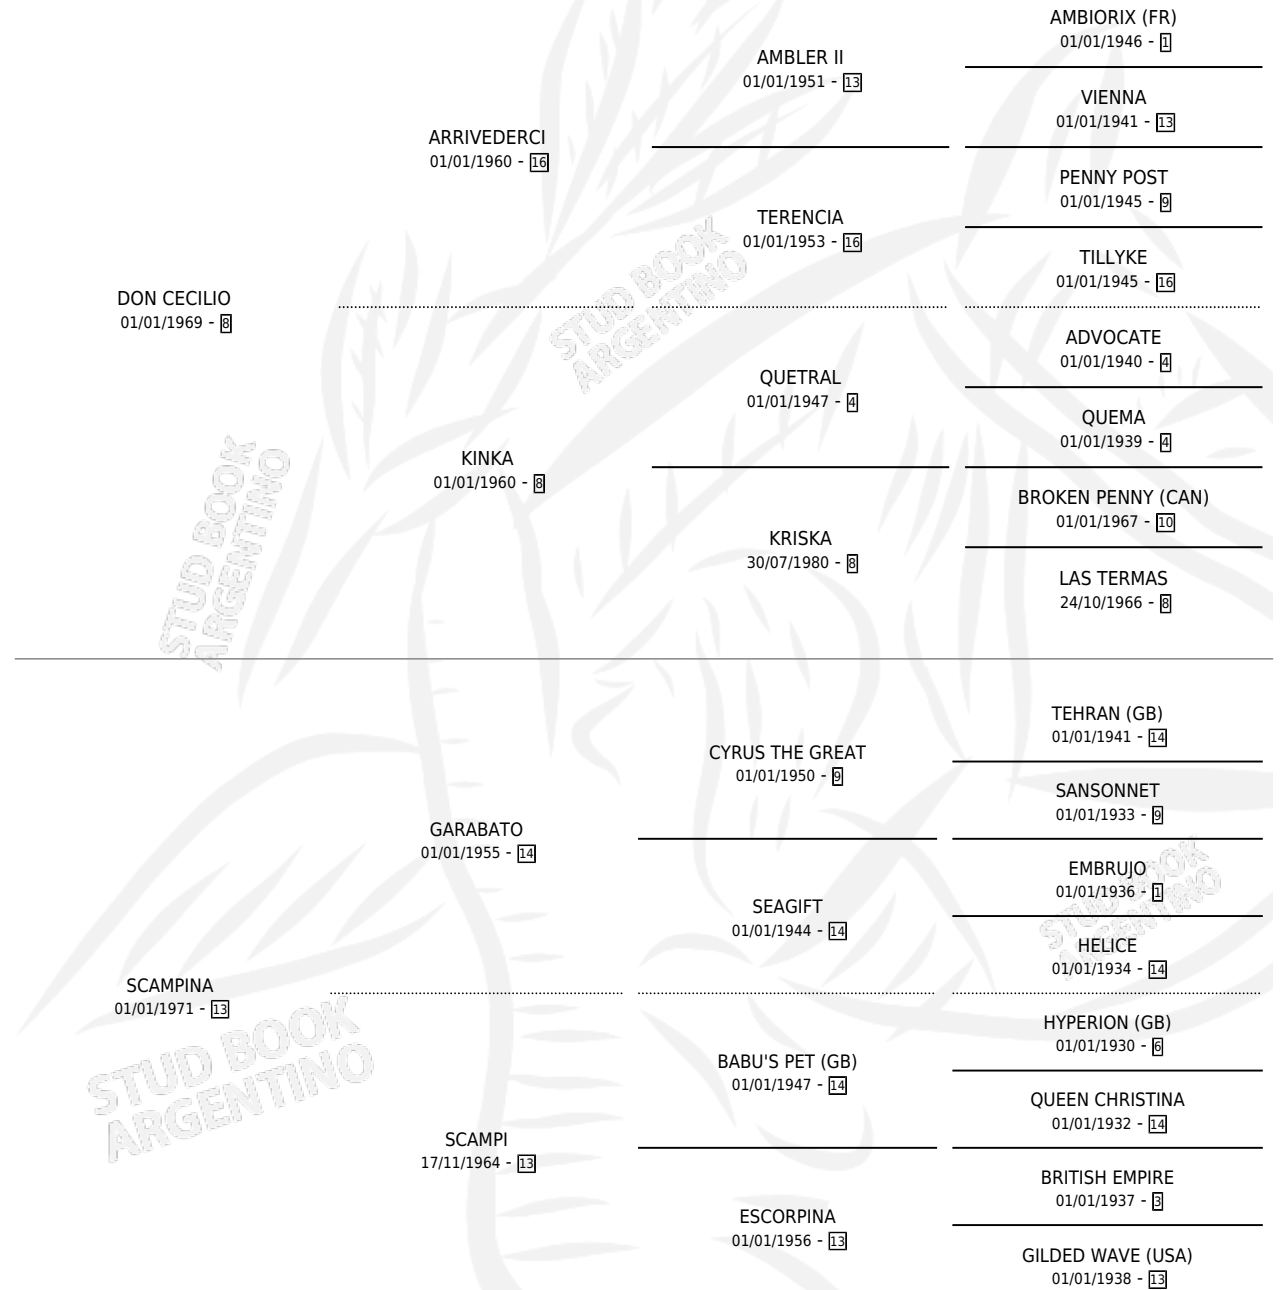 AMBIORIX (FR)
01/01/1946 - 1
AMBLER II
01/01/1951 - 13
VIENNA
01/01/1941 - 13
ARRIVEDERCI
01/01/1960 - 16
PENNY POST
01/01/1945 - 9
TERENCIA
01/01/1953 - 16
TILLYKE
01/01/1945 - 16
DON CECILIO
01/01/1969 - 8
ADVOCATE
01/01/1940 - 4
QUETRAL
01/01/1947 - 4
QUEMA
01/01/1939 - 4
KINKA
01/01/1960 - 8
BROKEN PENNY (CAN)
01/01/1967 - 10
KRISKA
30/07/1980 - 8
LAS TERMAS
24/10/1966 - 8
STUD BOOK
ARGENTINO
STUD BOOK
ARGENTINO
TEHRAN (GB)
01/01/1941 - 14
CYRUS THE GREAT
01/01/1950 - 9
SANSONNET
01/01/1933 - 9
GARABATO
01/01/1955 - 14
EMBRUJO
01/01/1936 - 1
SEAGIFT
01/01/1944 - 14
HELICE
01/01/1934 - 14
STUD BOOK
ARGENTINO
SCAMPINA
01/01/1971 - 13
HYPERION (GB)
01/01/1930 - 6
BABU'S PET (GB)
01/01/1947 - 14
QUEEN CHRISTINA
01/01/1932 - 14
SCAMPI
17/11/1964 - 13
BRITISH EMPIRE
01/01/1937 - 3
ESCORPINA
01/01/1956 - 13
GILDED WAVE (USA)
01/01/1938 - 13
STUD BOOK
ARGENTINO